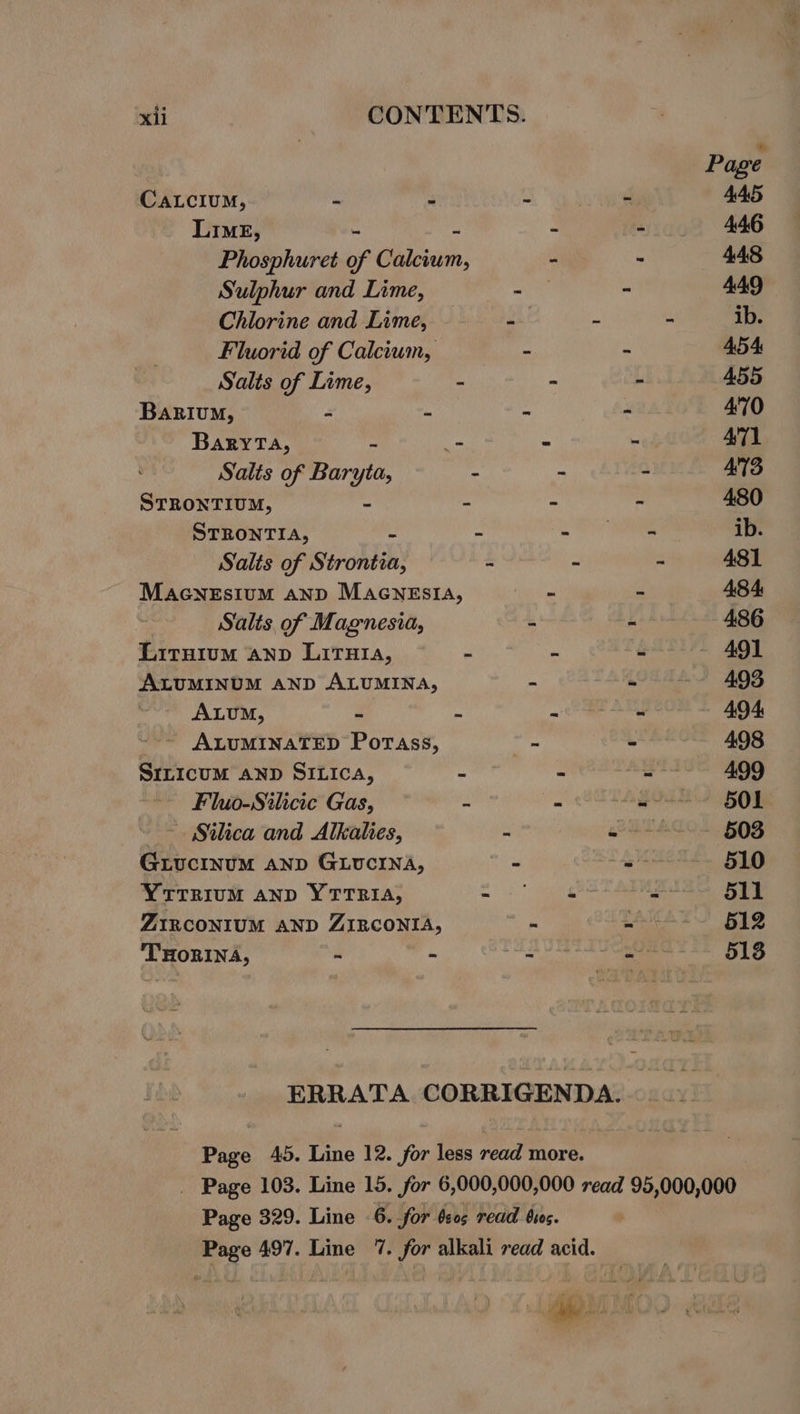 xii CONTENTS.
Page
CALCIUM, - - - - 445
LIME, - - - - 446
Phosphuret of Calcium, - - 448
Sulphur and Lime, - - 449
Chlorine and Lime, - - - ib.
Fluorid of Calcium, - - 454
Salts of Lime, - - - 455
BARIUM, - - - - 470
BARYTA, - - - - 471
Salts of Baryta, - - - 473
STRONTIUM, - - - - 480
STRONTIA, - - - - ib.
Salts of Strontia, - - - 481
MAGNESIUM AND MAGNESIA, - - 484
Salts of Magnesia, - - 486
LITHIUM AND LITHIA, - - - 491
ALUMINUM AND ALUMINA, - - 493
ALUM, - - - - 494
ALUMINATED POTASS, - - 498
SILICUM AND SILICA, - - - 499
Fluo-Silicic Gas, - - - 501
Silica and Alkalies, - - 503
GLUCINUM AND GLUCINA, - - 510
YTTRIUM AND YTTRIA, - - - 511
ZIRCONIUM AND ZIRCONIA, - - 512
THORINA, - - - - 513
ERRATA CORRIGENDA.
Page 45. Line 12. for less read more.
Page 103. Line 15. for 6,000,000,000 read 95,000,000
Page 329. Line 6. for θεος read θιος.
Page 497. Line 7. for alkali read acid.